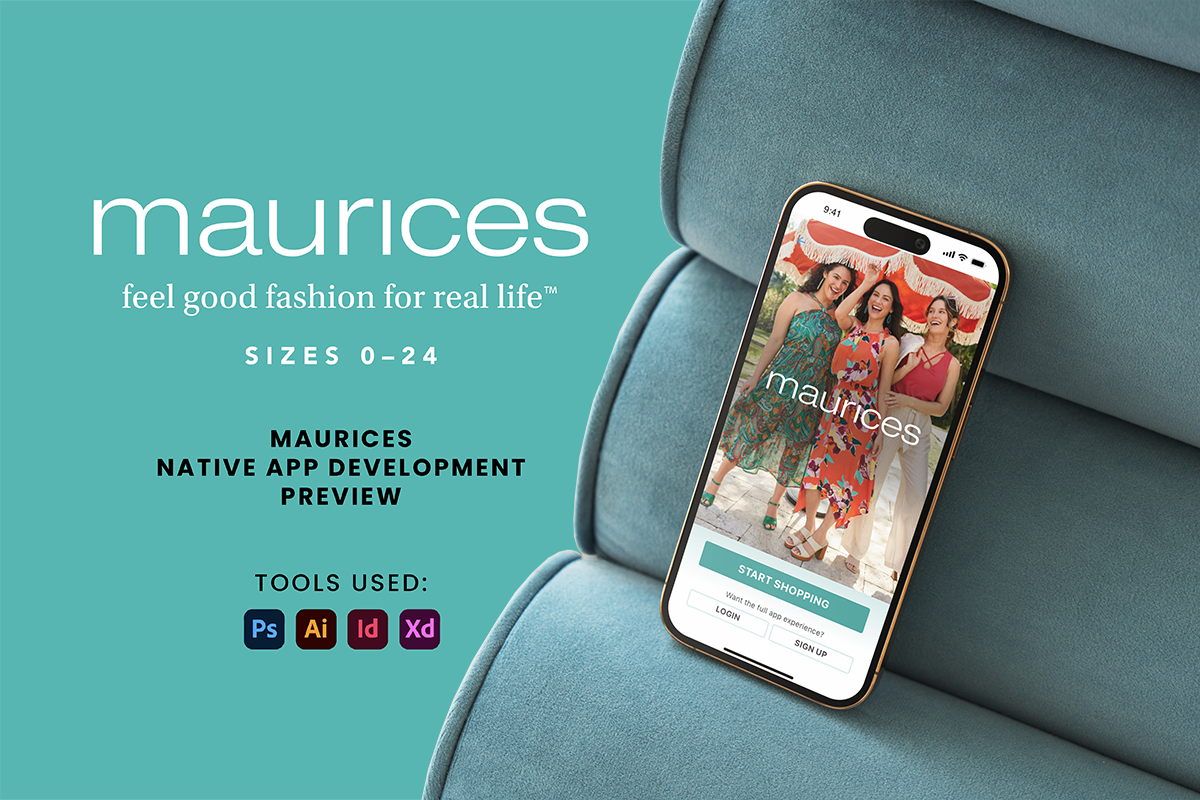 maurices
feel good fashion for real life™
SIZES 0–24
MAURICES
NATIVE APP DEVELOPMENT
PREVIEW
TOOLS USED:
Ps Ai Id Xd
9:41
maurices
START SHOPPING
Want the full app experience?
LOGIN
SIGN UP